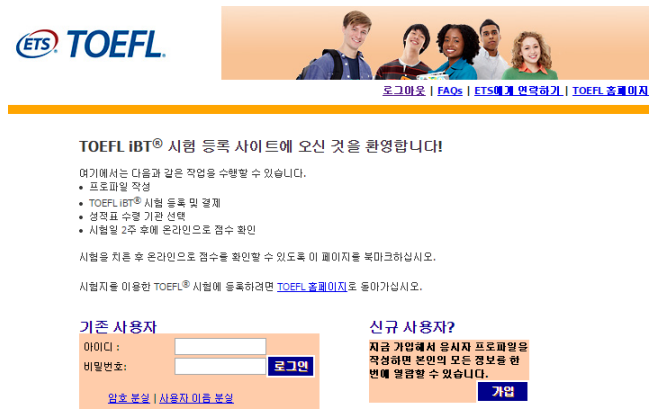 ETS TOEFL.
로그아웃 | FAQs | ETS에게 연락하기 | TOEFL 홈페이지
TOEFL iBT® 시험 등록 사이트에 오신 것을 환영합니다!
여기에서는 다음과 같은 작업을 수행할 수 있습니다.
• 프로파일 작성
• TOEFL iBT® 시험 등록 및 결제
• 성적표 수령 기관 선택
• 시험일 2주 후에 온라인으로 점수 확인
시험을 치른 후 온라인으로 점수를 확인할 수 있도록 이 페이지를 북마크하십시오.
시험지를 이용한 TOEFL® 시험에 등록하려면 TOEFL 홈페이지로 돌아가십시오.
기존 사용자
아이디 :
비밀번호:
로그인
암호 분실 | 사용자 이름 분실
신규 사용자?
지금 가입해서 응시자 프로파일을
작성하면 본인의 모든 정보를 한
번에 열람할 수 있습니다.
가입